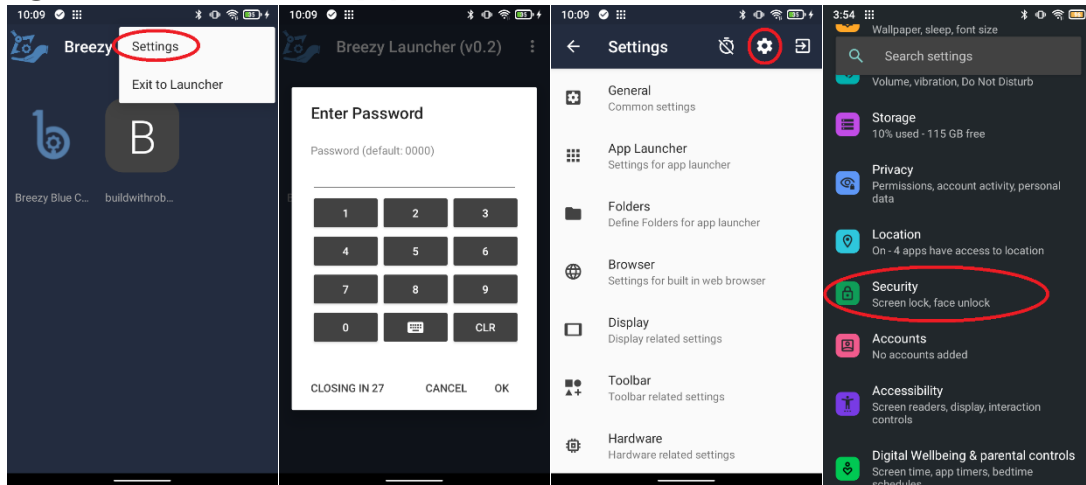 10:09
Breezy
Settings
Exit to Launcher
B
Breezy Blue C...
buildwithrob...
10:09
Breezy Launcher (v0.2)
Enter Password
Password (default: 0000)
1 2 3
4 5 6
7 8 9
0 CLR
CLOSING IN 27 CANCEL OK
10:09
Settings
General
Common settings
App Launcher
Settings for app launcher
Folders
Define Folders for app launcher
Browser
Settings for built in web browser
Display
Display related settings
Toolbar
Toolbar related settings
Hardware
Hardware related settings
3:54
Wallpaper, sleep, font size
Search settings
Volume, vibration, Do Not Disturb
Storage
10% used - 115 GB free
Privacy
Permissions, account activity, personal
data
Location
On - 4 apps have access to location
Security
Screen lock, face unlock
Accounts
No accounts added
Accessibility
Screen readers, display, interaction
controls
Digital Wellbeing & parental controls
Screen time, app timers, bedtime
schedules